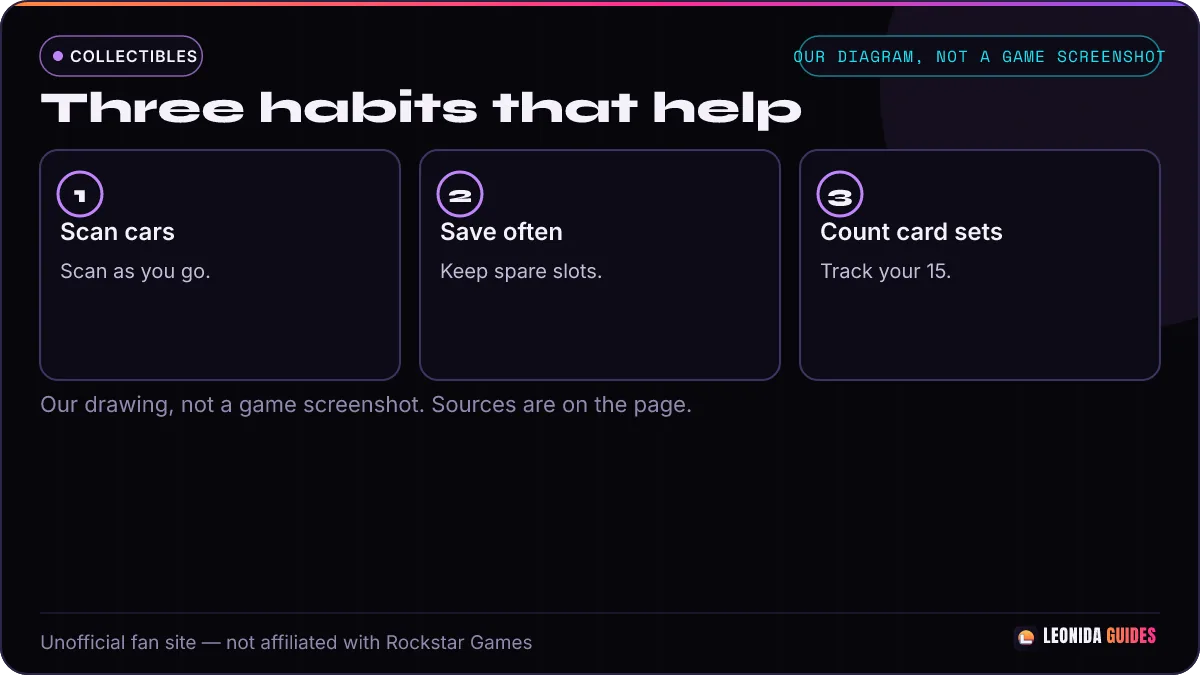 COLLECTIBLES
OUR DIAGRAM, NOT A GAME SCREENSHOT
Three habits that help
1
Scan cars
Scan as you go.
2
Save often
Keep spare slots.
3
Count card sets
Track your 15.
Our drawing, not a game screenshot. Sources are on the page.
Unofficial fan site — not affiliated with Rockstar Games
LEONIDA GUIDES